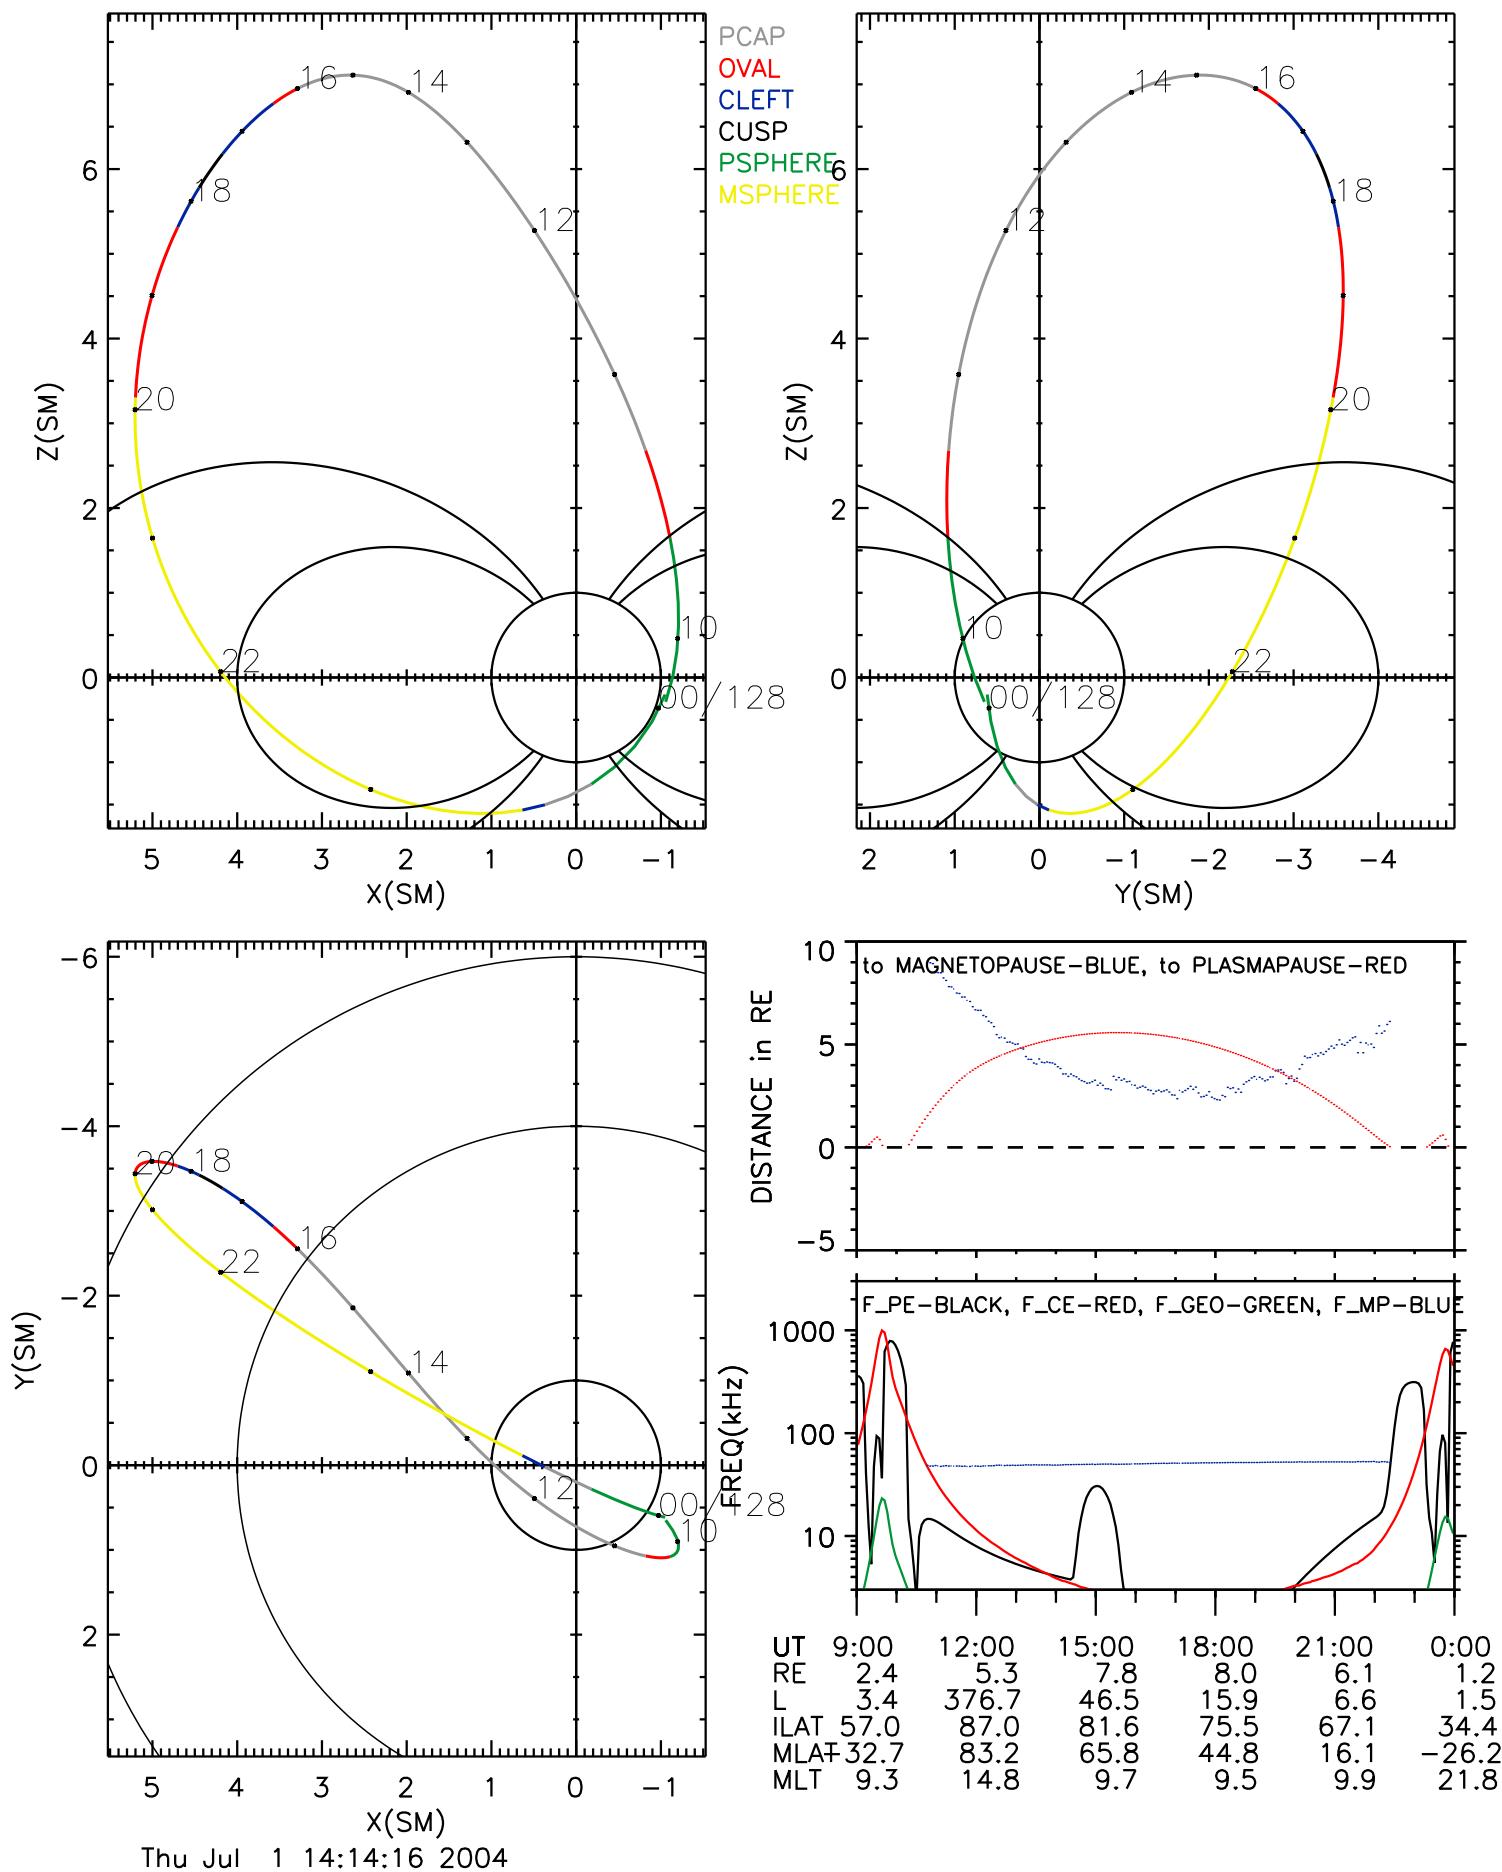 PCAP
OVAL
CLEFT
CUSP
PSPHERE
MSPHERE
16
14
12
18
20
22
10
00/128
6
4
2
0
Z(SM)
5 4 3 2 1 0 −1
X(SM)
14
16
12
18
20
10
22
00/128
6
4
2
0
Z(SM)
2 1 0 −1 −2 −3 −4
Y(SM)
−6
−4
−2
0
2
Y(SM)
20
18
16
22
14
12
00/128
10
5 4 3 2 1 0 −1
X(SM)
to MAGNETOPAUSE−BLUE, to PLASMAPAUSE−RED
10
5
0
−5
DISTANCE in RE
F_PE−BLACK, F_CE−RED, F_GEO−GREEN, F_MP−BLUE
1000
100
10
FREQ(kHz)
UT 9:00 12:00 15:00 18:00 21:00 0:00
RE 2.4 5.3 7.8 8.0 6.1 1.2
L 3.4 376.7 46.5 15.9 6.6 1.5
ILAT 57.0 87.0 81.6 75.5 67.1 34.4
MLAT −32.7 83.2 65.8 44.8 16.1 −26.2
MLT 9.3 14.8 9.7 9.5 9.9 21.8
Thu Jul 1 14:14:16 2004